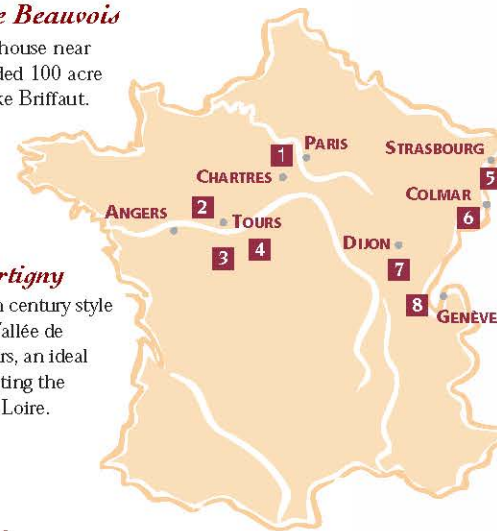 e Beauvois
house near
ded 100 acre
ke Briffaut.
rtigny
century style
Vallée de
rs, an ideal
ting the
Loire.
1
PARIS
CHARTRES
STRASBOURG
5
COLMAR
6
2
ANGERS
TOURS
3
4
DIJON
7
8
GENÈVE